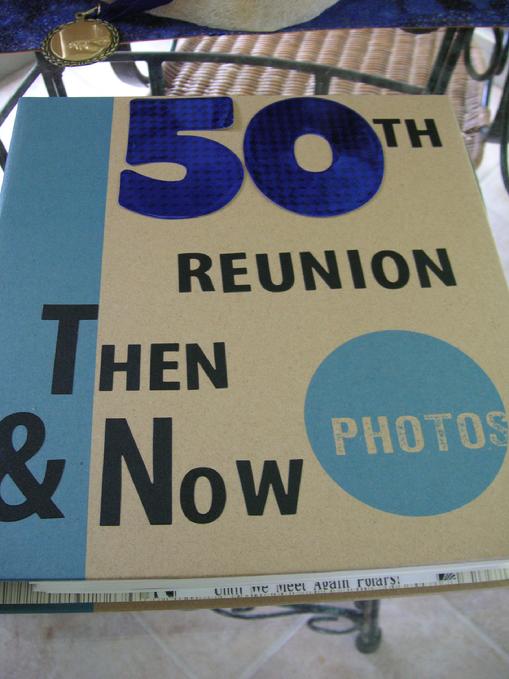 50TH
REUNION
THEN
& NOW
PHOTOS
Until We Meet Again Polars!